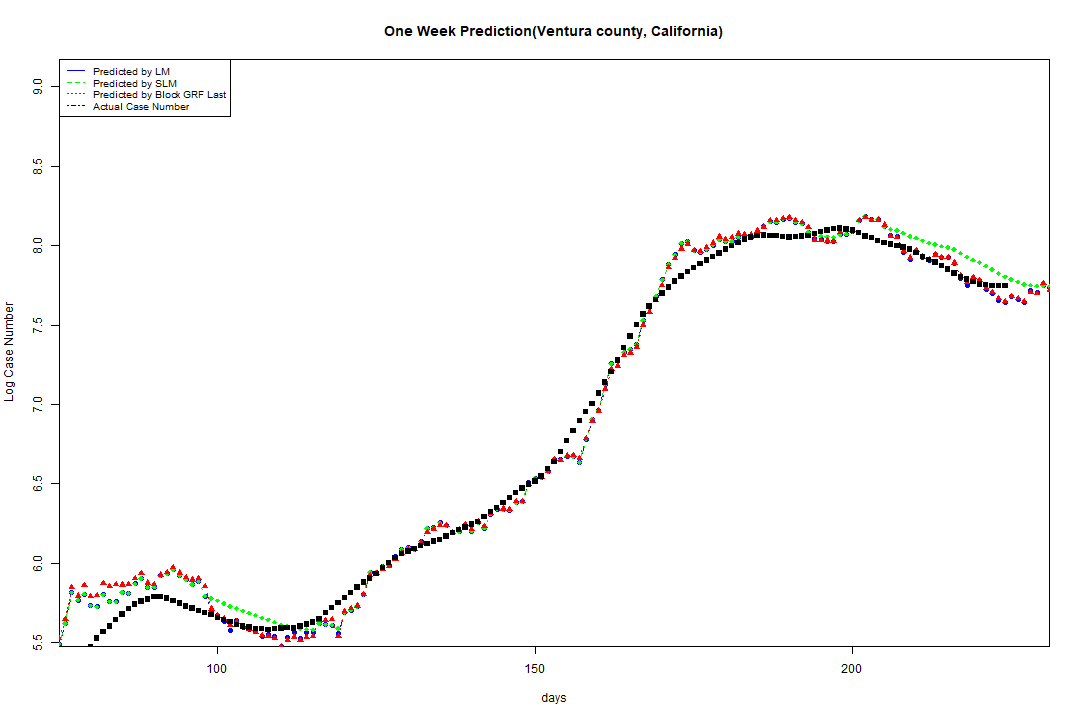 One Week Prediction(Ventura county, California)
Predicted by LM
Predicted by SLM
Predicted by Block GRF Last
Actual Case Number
9.0
8.5
8.0
7.5
7.0
6.5
6.0
5.5
Log Case Number
100 150 200
days